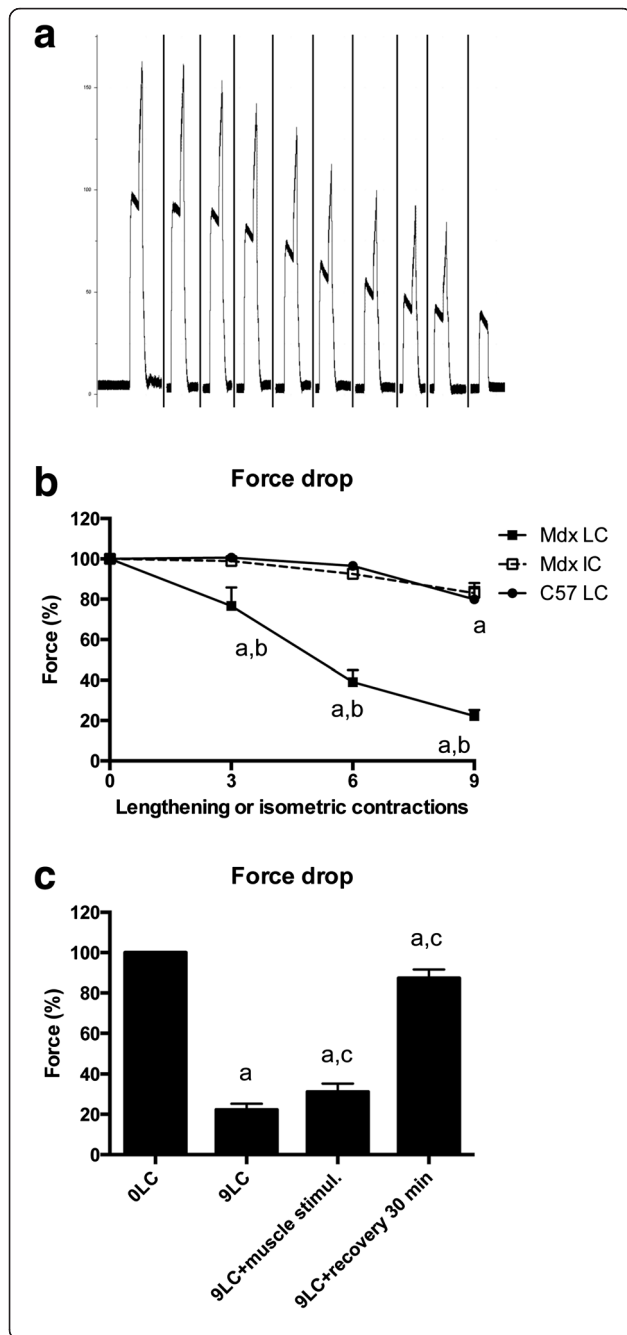 a
150
100
50
0
b
Force drop
120
100
80
60
40
20
0
Force (%)
a,b
a,b
a,b
a
0
3
6
9
Lengthening or isometric contractions
Mdx LC
Mdx IC
C57 LC
c
Force drop
120
100
80
60
40
20
0
Force (%)
a
a,c
a,c
0LC
9LC
9LC+muscle stimul.
9LC+recovery 30 min